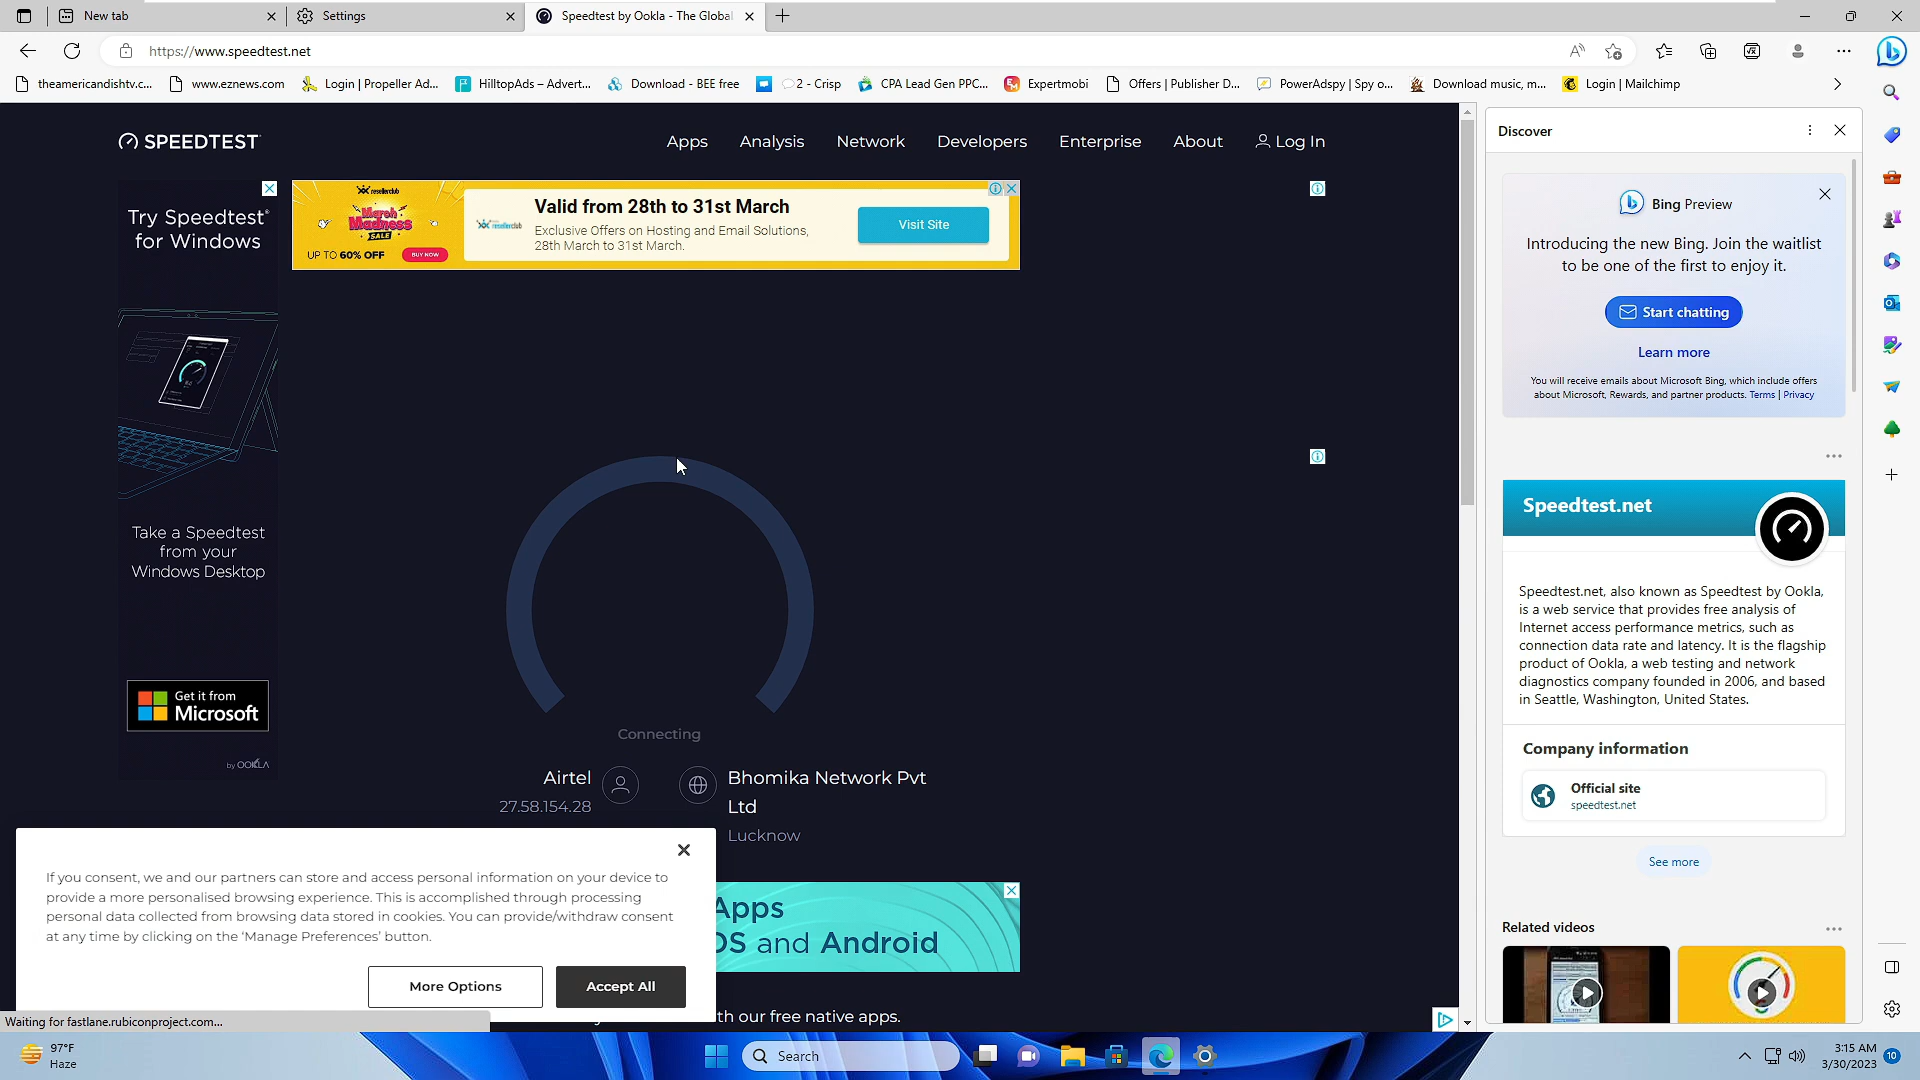 New tab
Settings
Speedtest by Ookla - The Global
https://www.speedtest.net
theamericandishtv.c...
www.eznews.com
Login | Propeller Ad...
HilltopAds – Advert...
Download - BEE free
2 - Crisp
CPA Lead Gen PPC...
Expertmobi
Offers | Publisher D...
PowerAdspy | Spy o...
Download music, m...
Login | Mailchimp
SPEEDTEST
Apps
Analysis
Network
Developers
Enterprise
About
Log In
Try Speedtest®
for Windows
Take a Speedtest
from your
Windows Desktop
Get it from
Microsoft
by OOKLA
resellerclub
March
Madness
SALE
UP TO 60% OFF
BUY NOW
resellerclub
Valid from 28th to 31st March
Exclusive Offers on Hosting and Email Solutions,
28th March to 31st March.
Visit Site
Connecting
Airtel
27.58.154.28
Bhomika Network Pvt
Ltd
Lucknow
If you consent, we and our partners can store and access personal information on your device to
provide a more personalised browsing experience. This is accomplished through processing
personal data collected from browsing data stored in cookies. You can provide/withdraw consent
at any time by clicking on the ‘Manage Preferences’ button.
More Options
Accept All
Apps
OS and Android
th our free native apps.
Waiting for fastlane.rubiconproject.com...
Discover
Bing Preview
Introducing the new Bing. Join the waitlist
to be one of the first to enjoy it.
Start chatting
Learn more
You will receive emails about Microsoft Bing, which include offers
about Microsoft, Rewards, and partner products. Terms | Privacy
Speedtest.net
Speedtest.net, also known as Speedtest by Ookla,
is a web service that provides free analysis of
Internet access performance metrics, such as
connection data rate and latency. It is the flagship
product of Ookla, a web testing and network
diagnostics company founded in 2006, and based
in Seattle, Washington, United States.
Company information
Official site
speedtest.net
See more
Related videos
97°F
Haze
Search
3:15 AM
3/30/2023
10